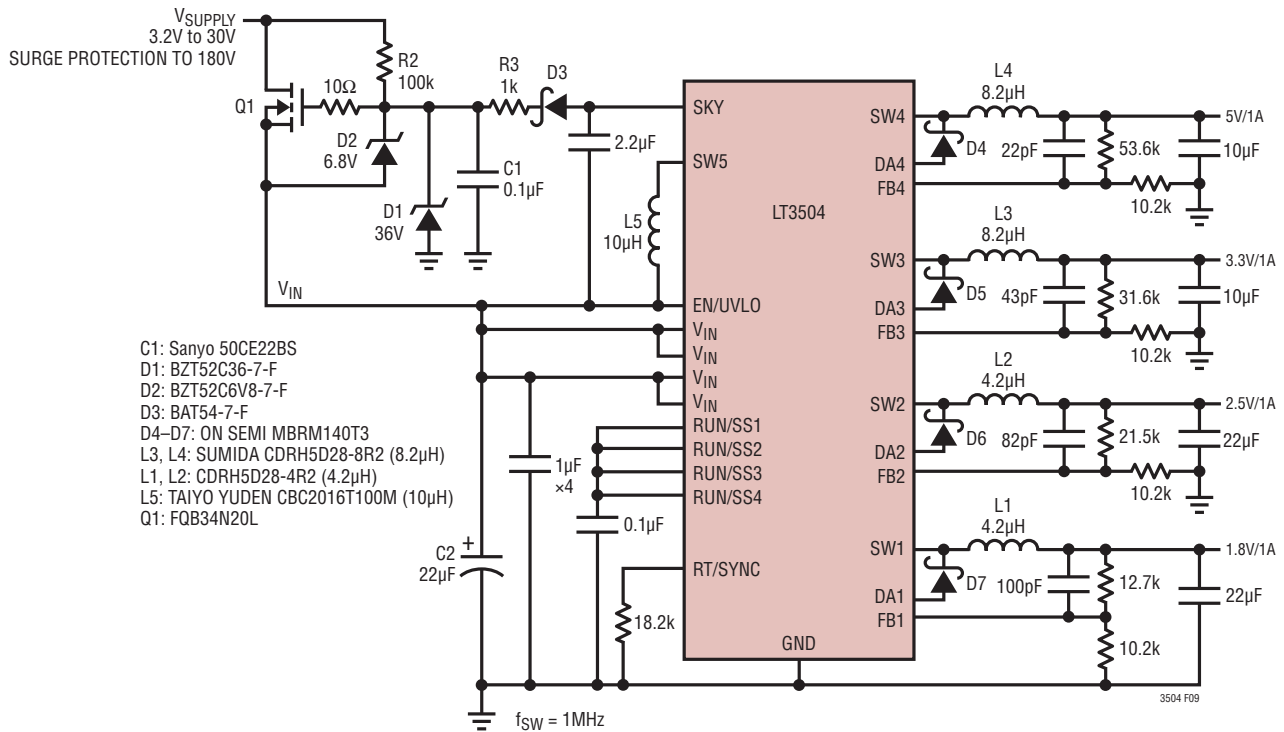 VSUPPLY
3.2V to 30V
SURGE PROTECTION TO 180V
R2
100k
Q1
10Ω
D2
6.8V
D1
36V
C1
0.1µF
R3
1k
D3
2.2µF
L5
10µH
VIN
SKY
SW5
EN/UVLO
VIN
VIN
VIN
VIN
RUN/SS1
RUN/SS2
RUN/SS3
RUN/SS4
RT/SYNC
LT3504
GND
SW4
DA4
FB4
SW3
DA3
FB3
SW2
DA2
FB2
SW1
DA1
FB1
L4
8.2µH
D4
22pF
53.6k
10.2k
10µF
5V/1A
L3
8.2µH
D5
43pF
31.6k
10.2k
10µF
3.3V/1A
L2
4.2µH
D6
82pF
21.5k
10.2k
22µF
2.5V/1A
L1
4.2µH
D7
100pF
12.7k
10.2k
22µF
1.8V/1A
C1: Sanyo 50CE22BS
D1: BZT52C36-7-F
D2: BZT52C6V8-7-F
D3: BAT54-7-F
D4–D7: ON SEMI MBRM140T3
L3, L4: SUMIDA CDRH5D28-8R2 (8.2µH)
L1, L2: CDRH5D28-4R2 (4.2µH)
L5: TAIYO YUDEN CBC2016T100M (10µH)
Q1: FQB34N20L
C2
22µF
+
1µF
×4
0.1µF
18.2k
fSW = 1MHz
3504 F09